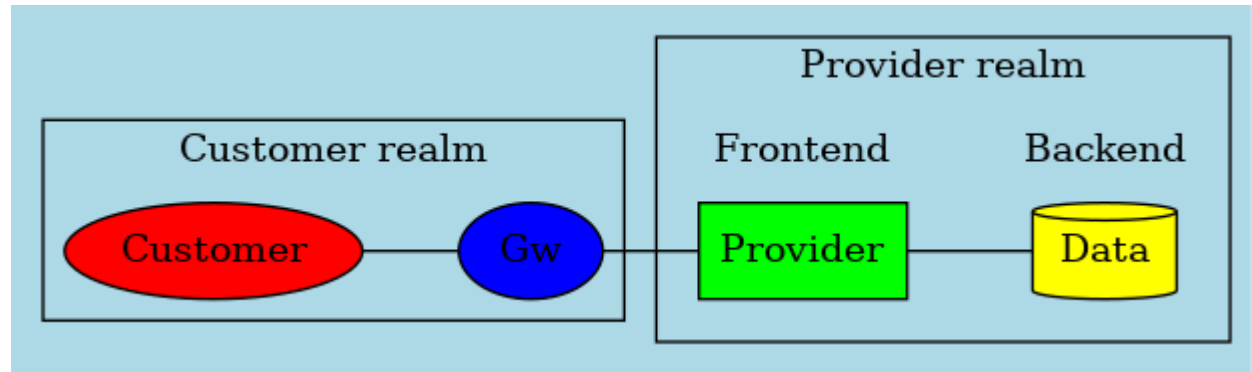 Provider realm
Customer realm
Frontend
Backend
Customer
Gw
Provider
Data